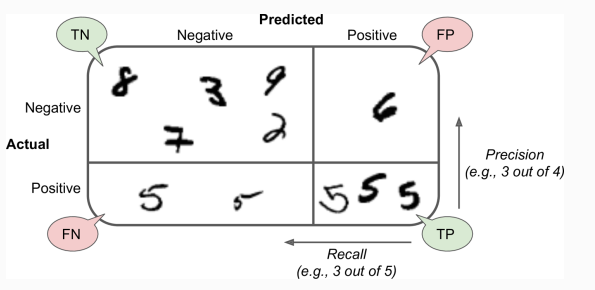 Predicted
TN Negative Positive FP
8 3 9 6
Negative
7 2
Actual
Precision
(e.g., 3 out of 4)
Positive 5 5 5 5 5
FN TP
Recall
(e.g., 3 out of 5)